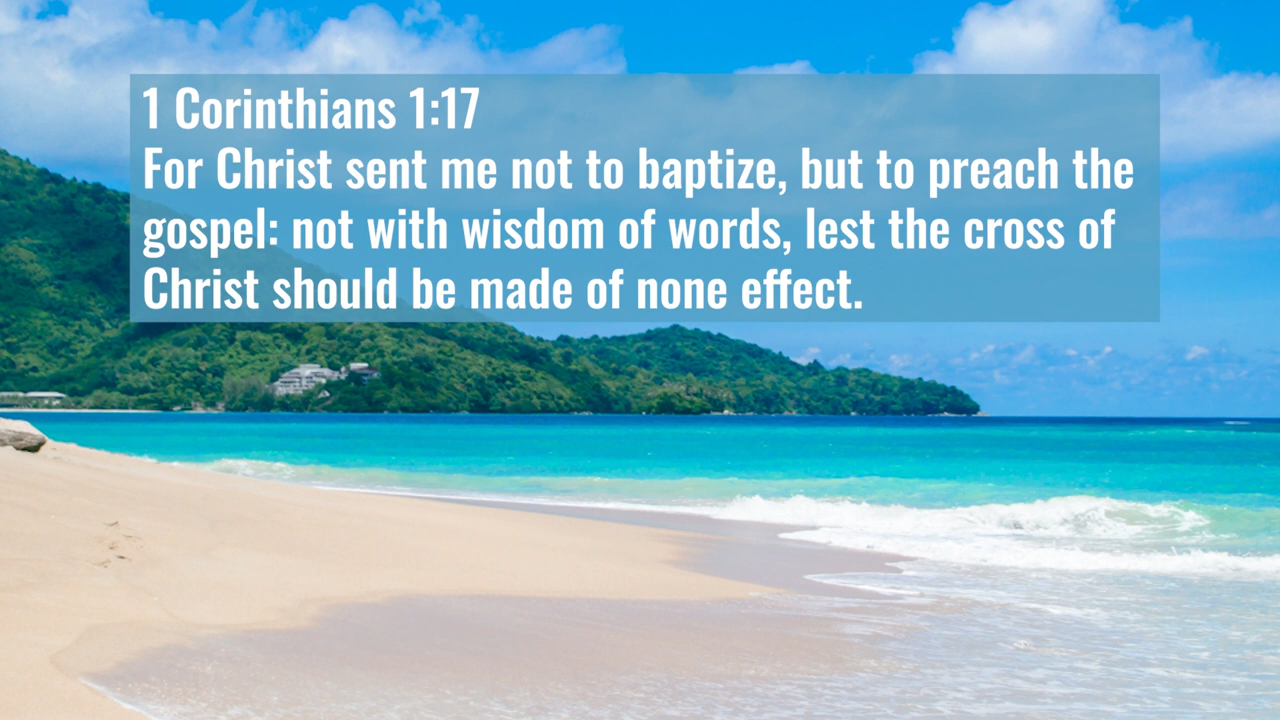 1 Corinthians 1:17
For Christ sent me not to baptize, but to preach the
gospel: not with wisdom of words, lest the cross of
Christ should be made of none effect.